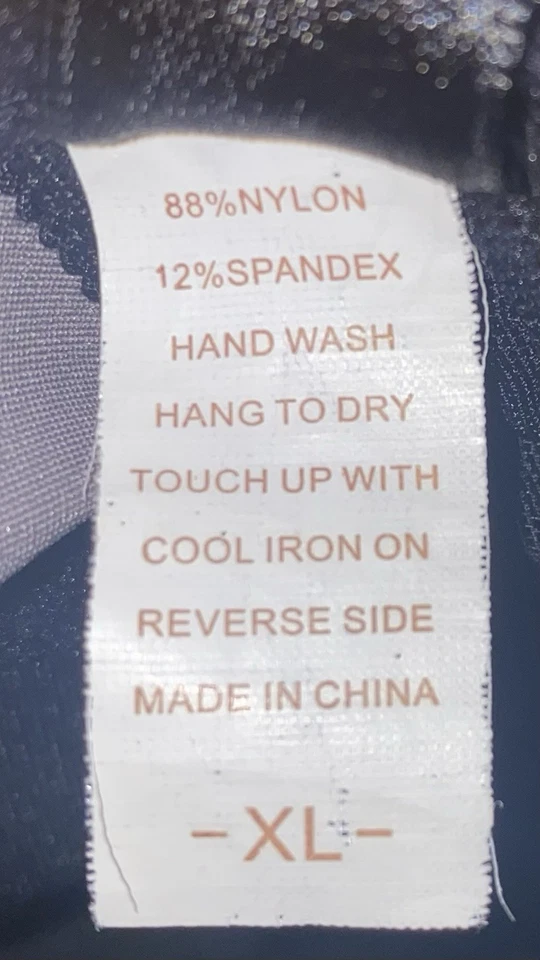 88%NYLON
12%SPANDEX
HAND WASH
HANG TO DRY
TOUCH UP WITH
COOL IRON ON
REVERSE SIDE
MADE IN CHINA
-XL-